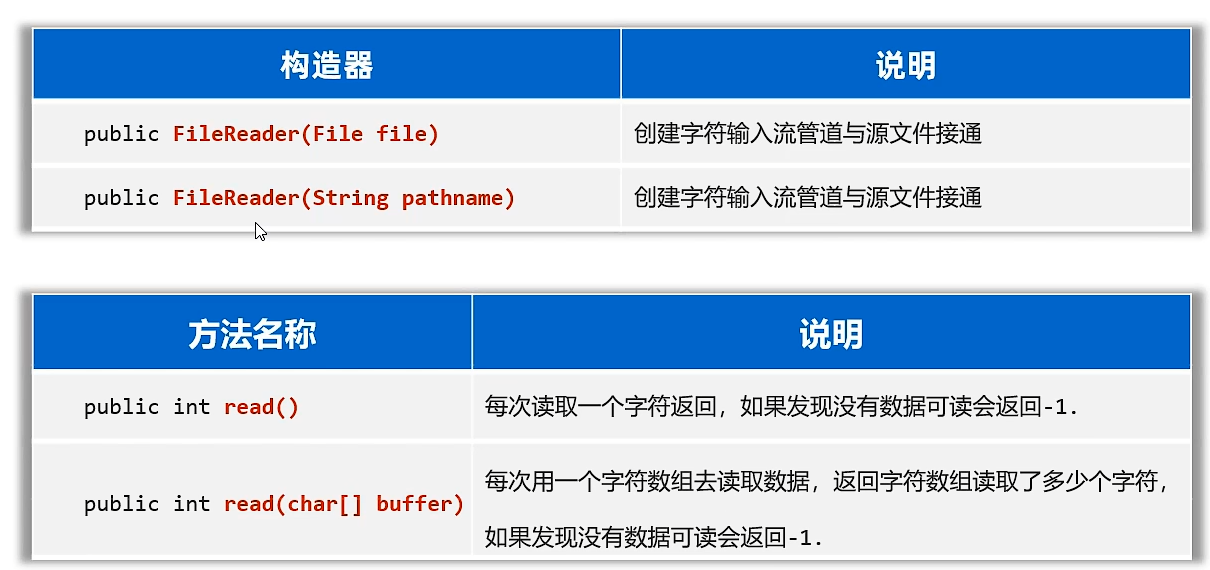 构造器
说明
public FileReader(File file)
创建字符输入流管道与源文件接通
public FileReader(String pathname)
创建字符输入流管道与源文件接通
方法名称
说明
public int read()
每次读取一个字符返回，如果发现没有数据可读会返回-1.
public int read(char[] buffer)
每次用一个字符数组去读取数据，返回字符数组读取了多少个字符，
如果发现没有数据可读会返回-1.